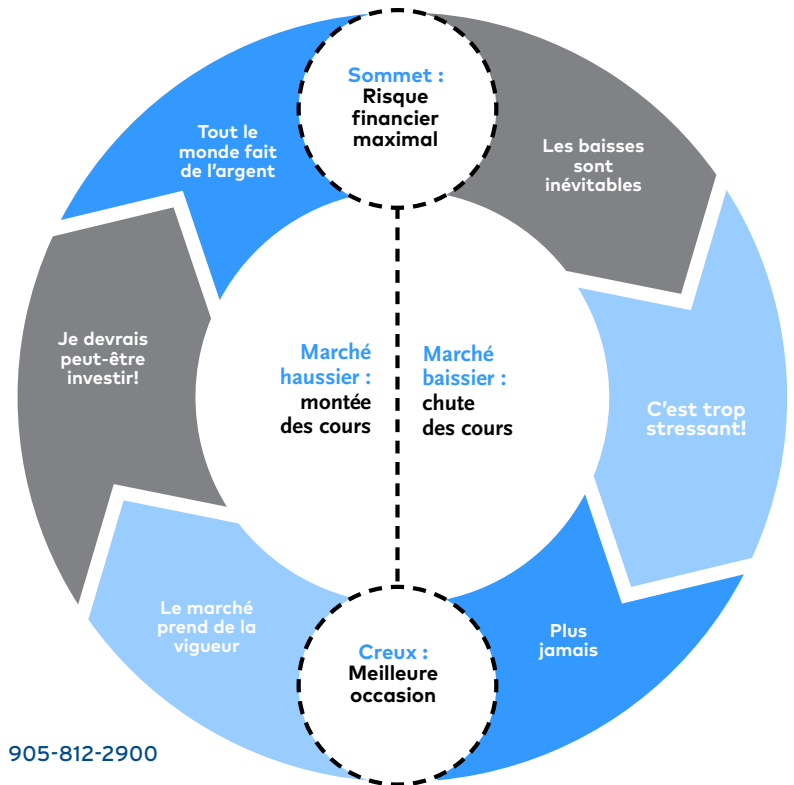 Sommet :
Risque
financier
maximal
Les baisses
sont
inévitables
C'est trop
stressant!
Plus
jamais
Creux :
Meilleure
occasion
Le marché
prend de la
vigueur
Je devrais
peut-être
investir!
Tout le
monde fait
de l'argent
Marché
haussier :
montée
des cours
Marché
baissier :
chute
des cours
905-812-2900